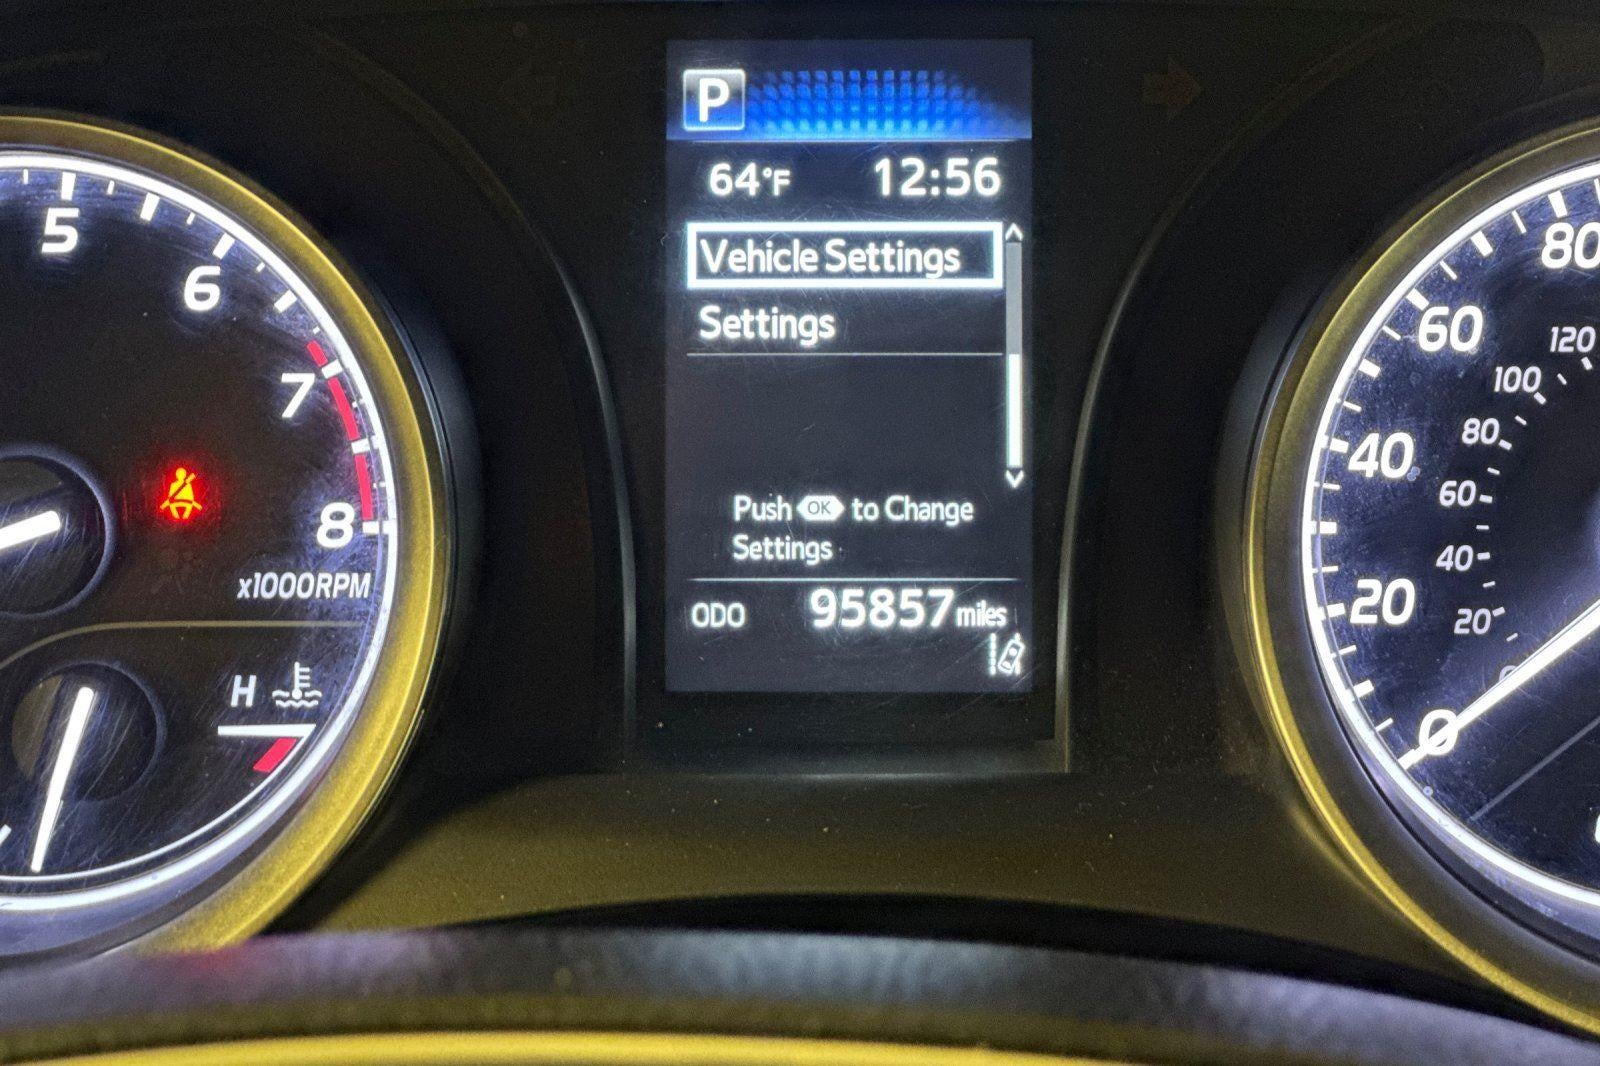 P
64°F 12:56
Vehicle Settings
Settings
Push OK to Change
Settings
ODO 95857 miles
5
6
7
8
x1000RPM
H
80
60
40
20
0
120
100
80
60
40
20